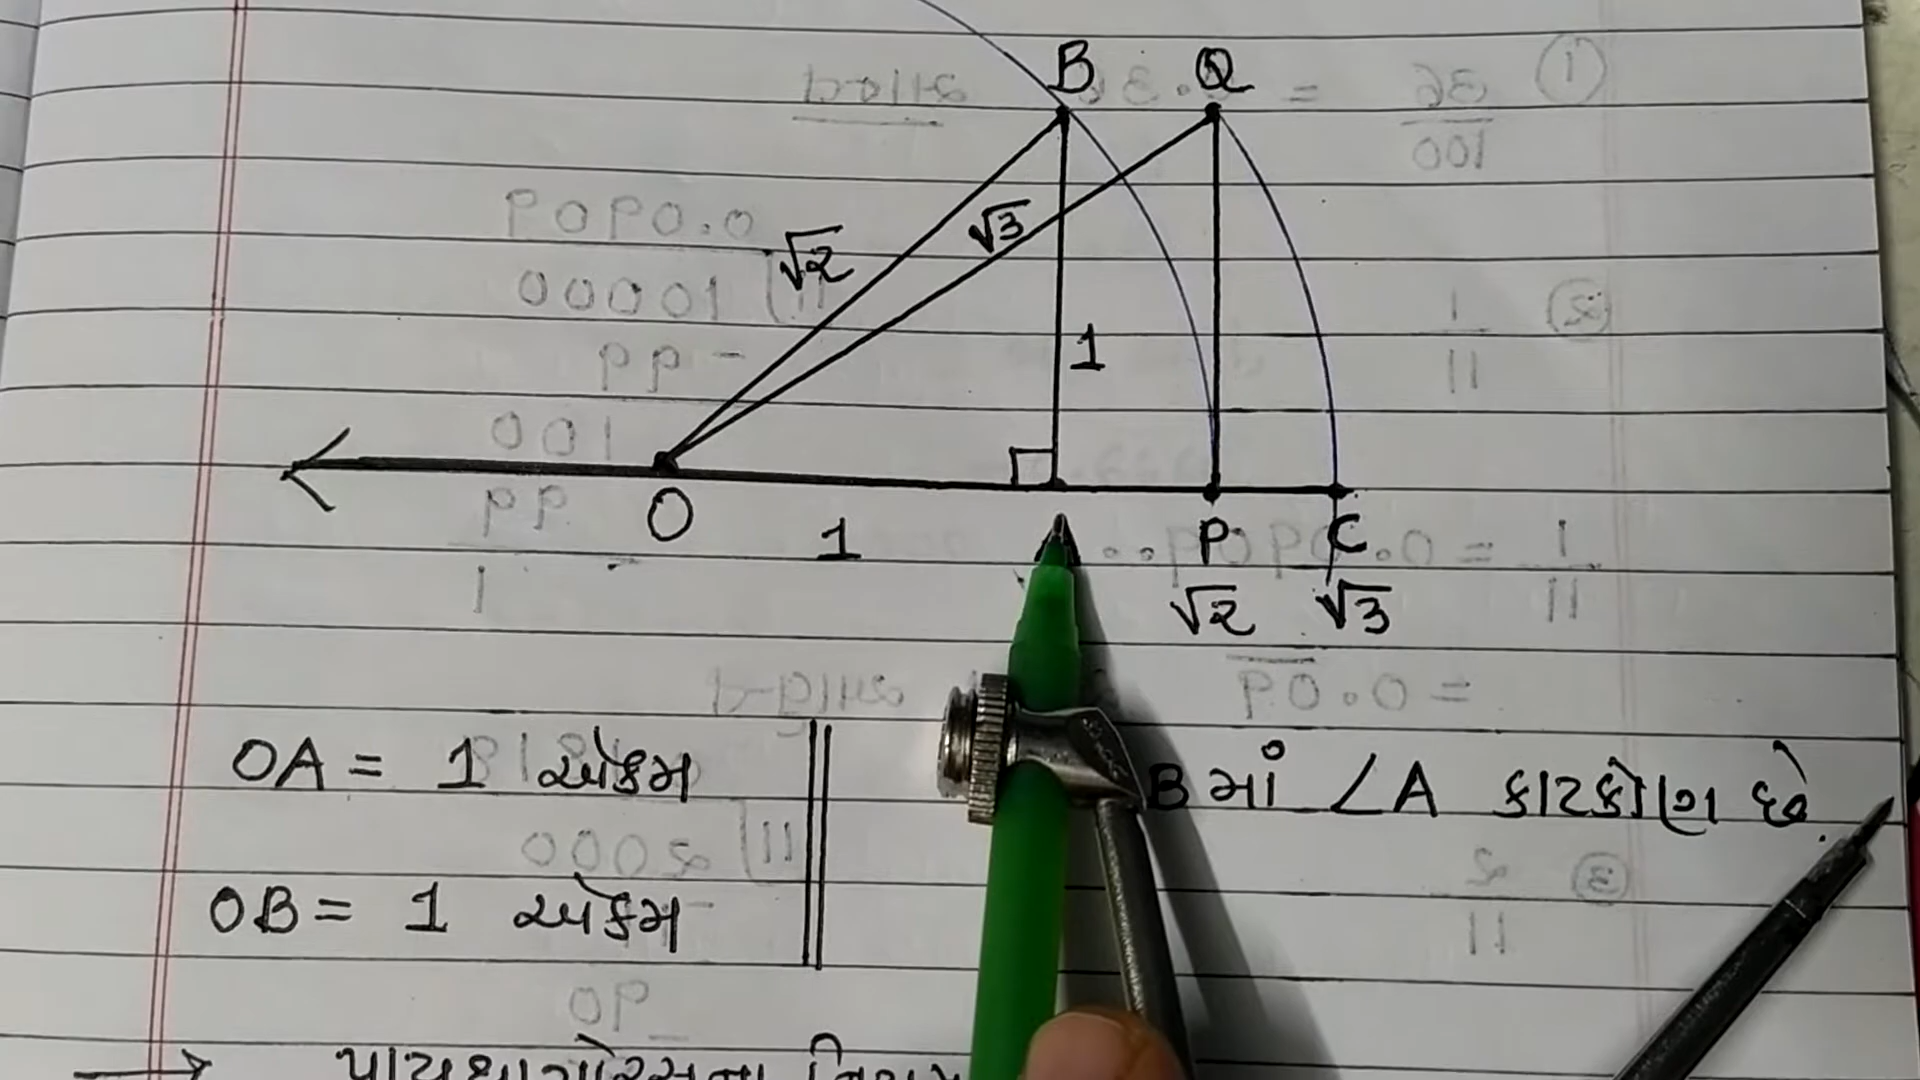 B Q
√2 √3
1
O 1 P C
√2 √3
OA = 1 એકમ
B માં ∠A કાટકોણ છે.
OB = 1 એકમ